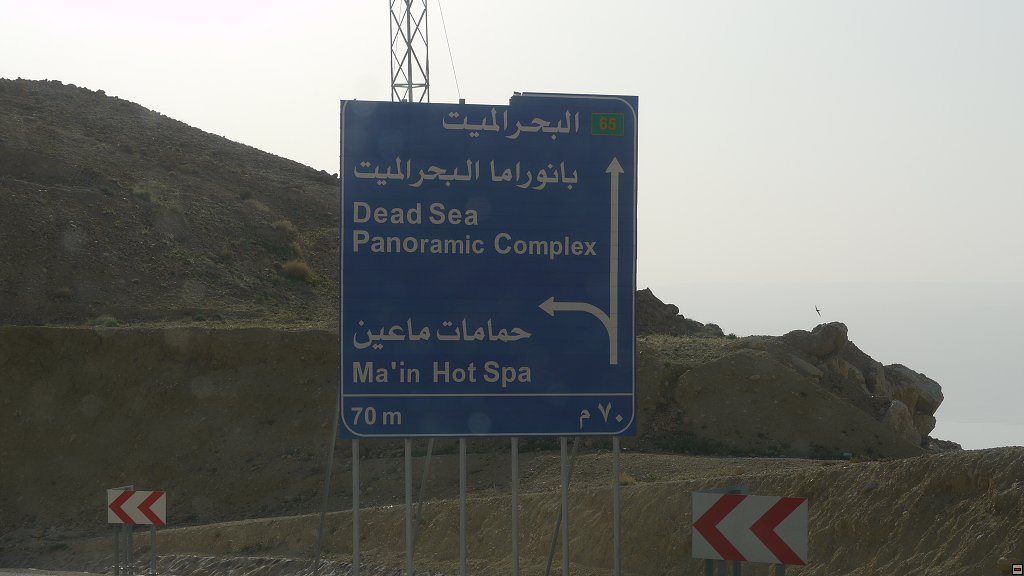 البحر الميت 65
بانوراما البحر الميت
Dead Sea
Panoramic Complex
حمامات ماعين
Ma'in Hot Spa
70 m ٧٠ م